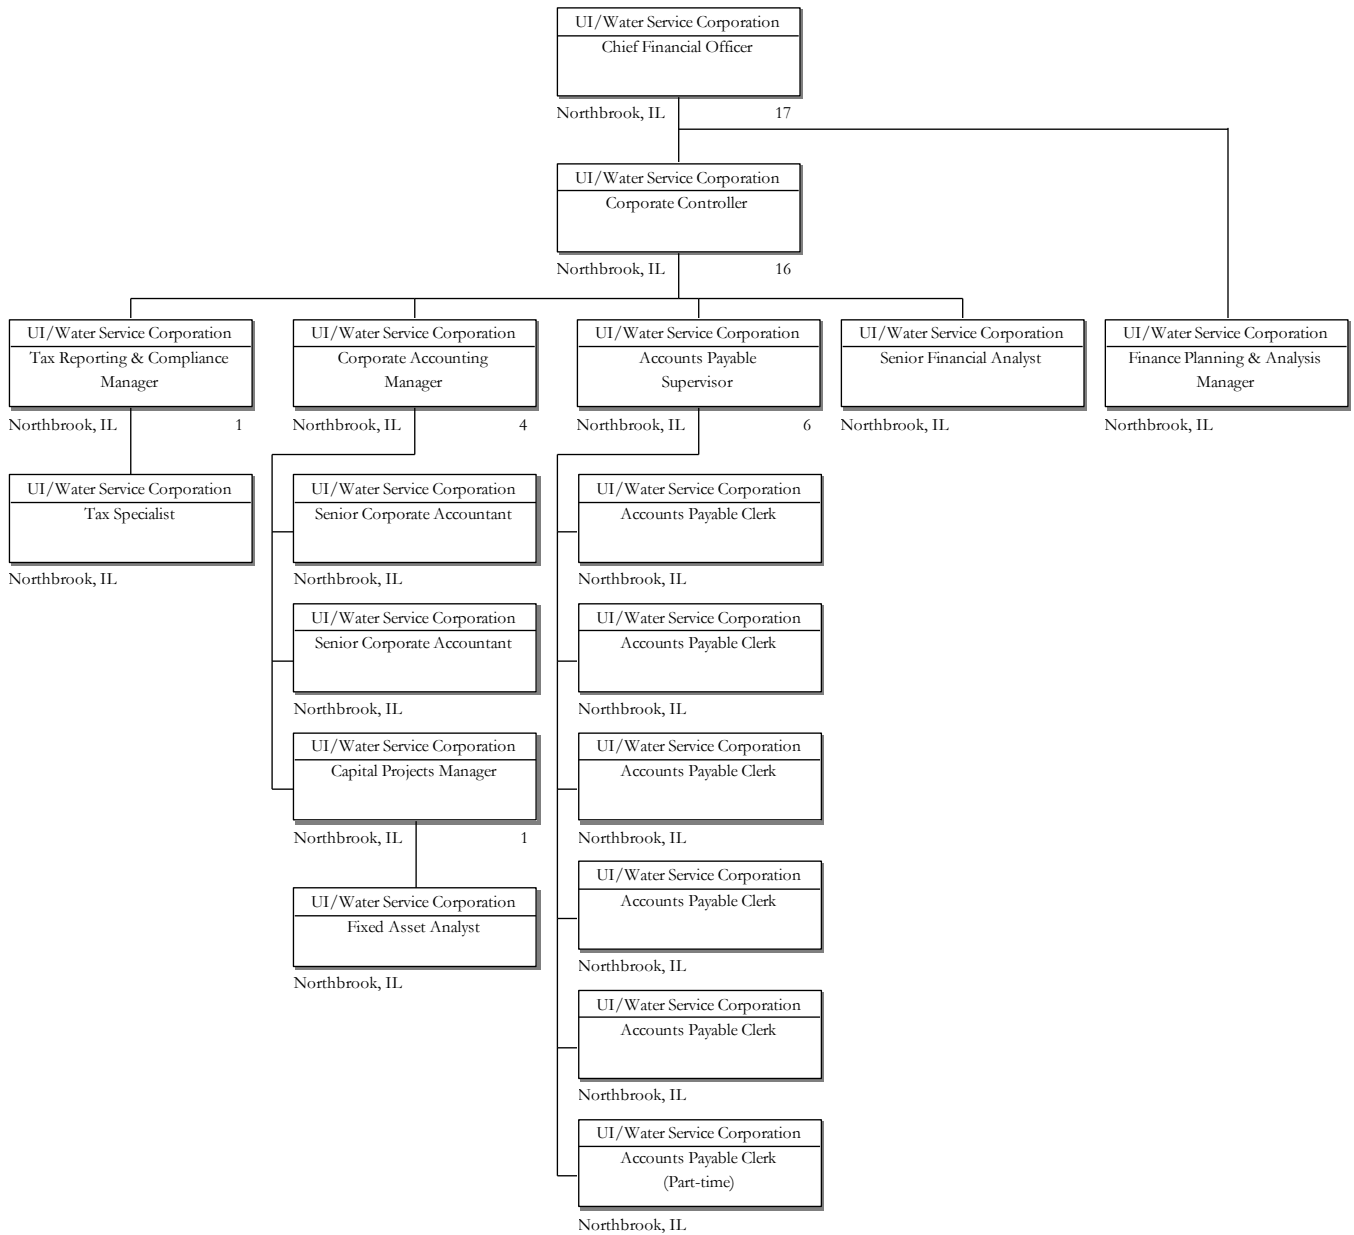 UI/Water Service Corporation
Chief Financial Officer
Northbrook, IL 17
UI/Water Service Corporation
Corporate Controller
Northbrook, IL 16
UI/Water Service Corporation
Tax Reporting & Compliance
Manager
Northbrook, IL 1
UI/Water Service Corporation
Corporate Accounting
Manager
Northbrook, IL 4
UI/Water Service Corporation
Accounts Payable
Supervisor
Northbrook, IL 6
UI/Water Service Corporation
Senior Financial Analyst
Northbrook, IL
UI/Water Service Corporation
Finance Planning & Analysis
Manager
Northbrook, IL
UI/Water Service Corporation
Tax Specialist
Northbrook, IL
UI/Water Service Corporation
Senior Corporate Accountant
Northbrook, IL
UI/Water Service Corporation
Senior Corporate Accountant
Northbrook, IL
UI/Water Service Corporation
Capital Projects Manager
Northbrook, IL 1
UI/Water Service Corporation
Fixed Asset Analyst
Northbrook, IL
UI/Water Service Corporation
Accounts Payable Clerk
Northbrook, IL
UI/Water Service Corporation
Accounts Payable Clerk
Northbrook, IL
UI/Water Service Corporation
Accounts Payable Clerk
Northbrook, IL
UI/Water Service Corporation
Accounts Payable Clerk
Northbrook, IL
UI/Water Service Corporation
Accounts Payable Clerk
Northbrook, IL
UI/Water Service Corporation
Accounts Payable Clerk
(Part-time)
Northbrook, IL